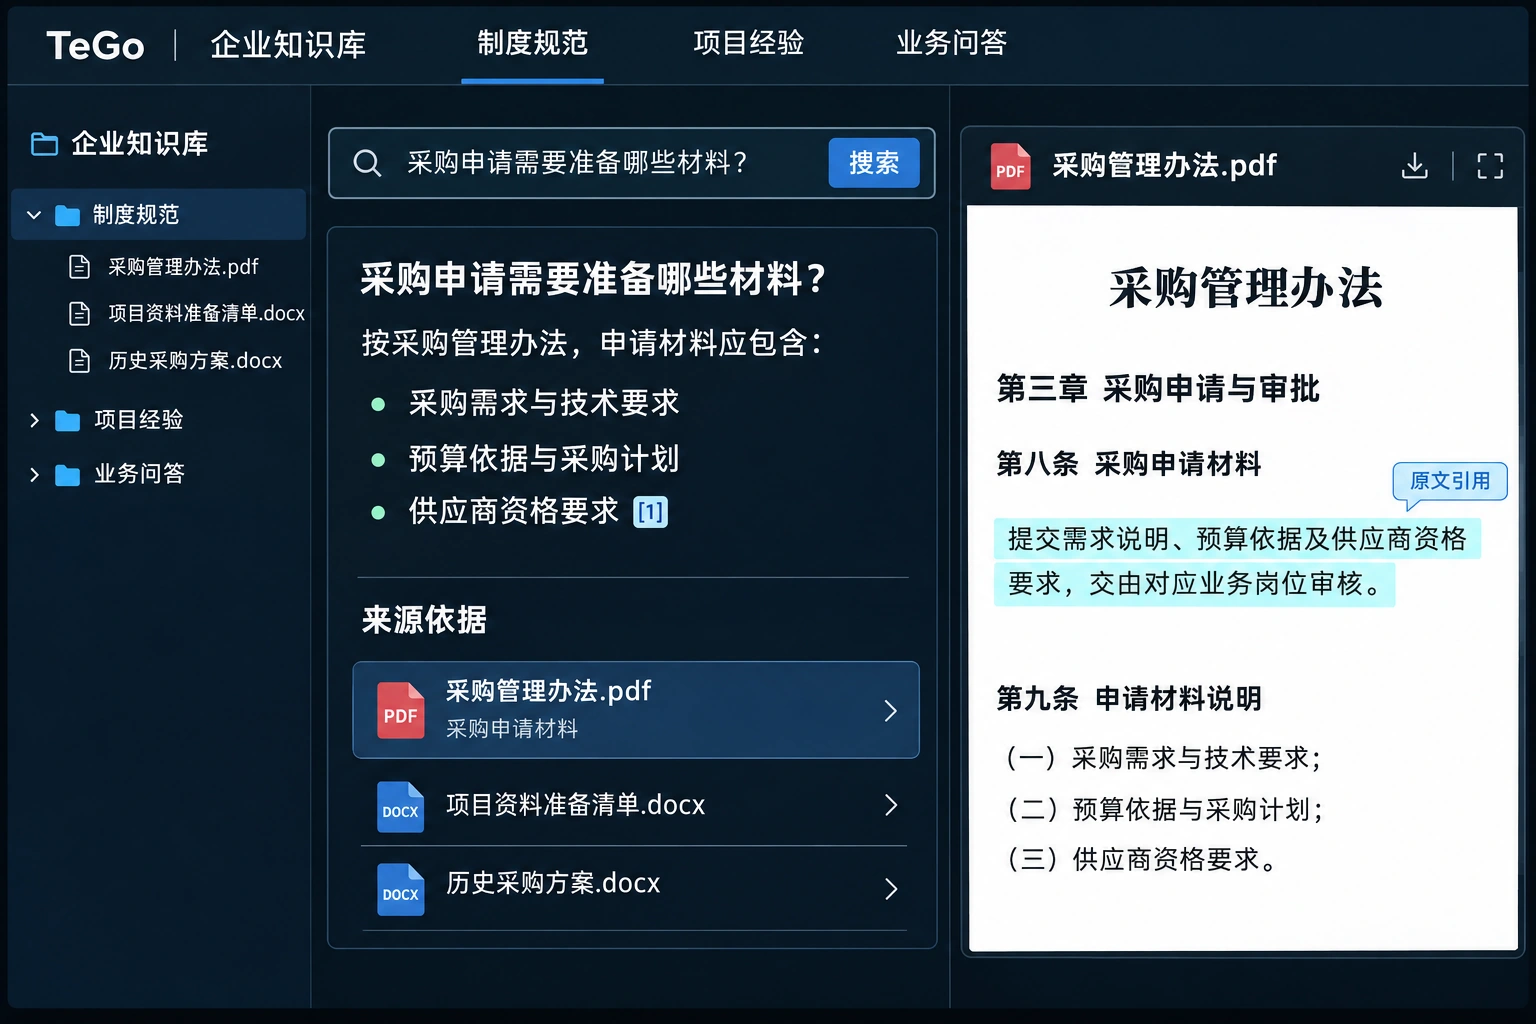 TeGo | 企业知识库
制度规范
项目经验
业务问答
企业知识库
制度规范
采购管理办法.pdf
项目资料准备清单.docx
历史采购方案.docx
项目经验
业务问答
采购申请需要准备哪些材料？
搜索
采购申请需要准备哪些材料？
按采购管理办法，申请材料应包含：
采购需求与技术要求
预算依据与采购计划
供应商资格要求 [1]
来源依据
PDF
采购管理办法.pdf
采购申请材料
DOCX
项目资料准备清单.docx
DOCX
历史采购方案.docx
PDF
采购管理办法.pdf
采购管理办法
第三章 采购申请与审批
第八条 采购申请材料
原文引用
提交需求说明、预算依据及供应商资格
要求，交由对应业务岗位审核。
第九条 申请材料说明
（一）采购需求与技术要求；
（二）预算依据与采购计划；
（三）供应商资格要求。